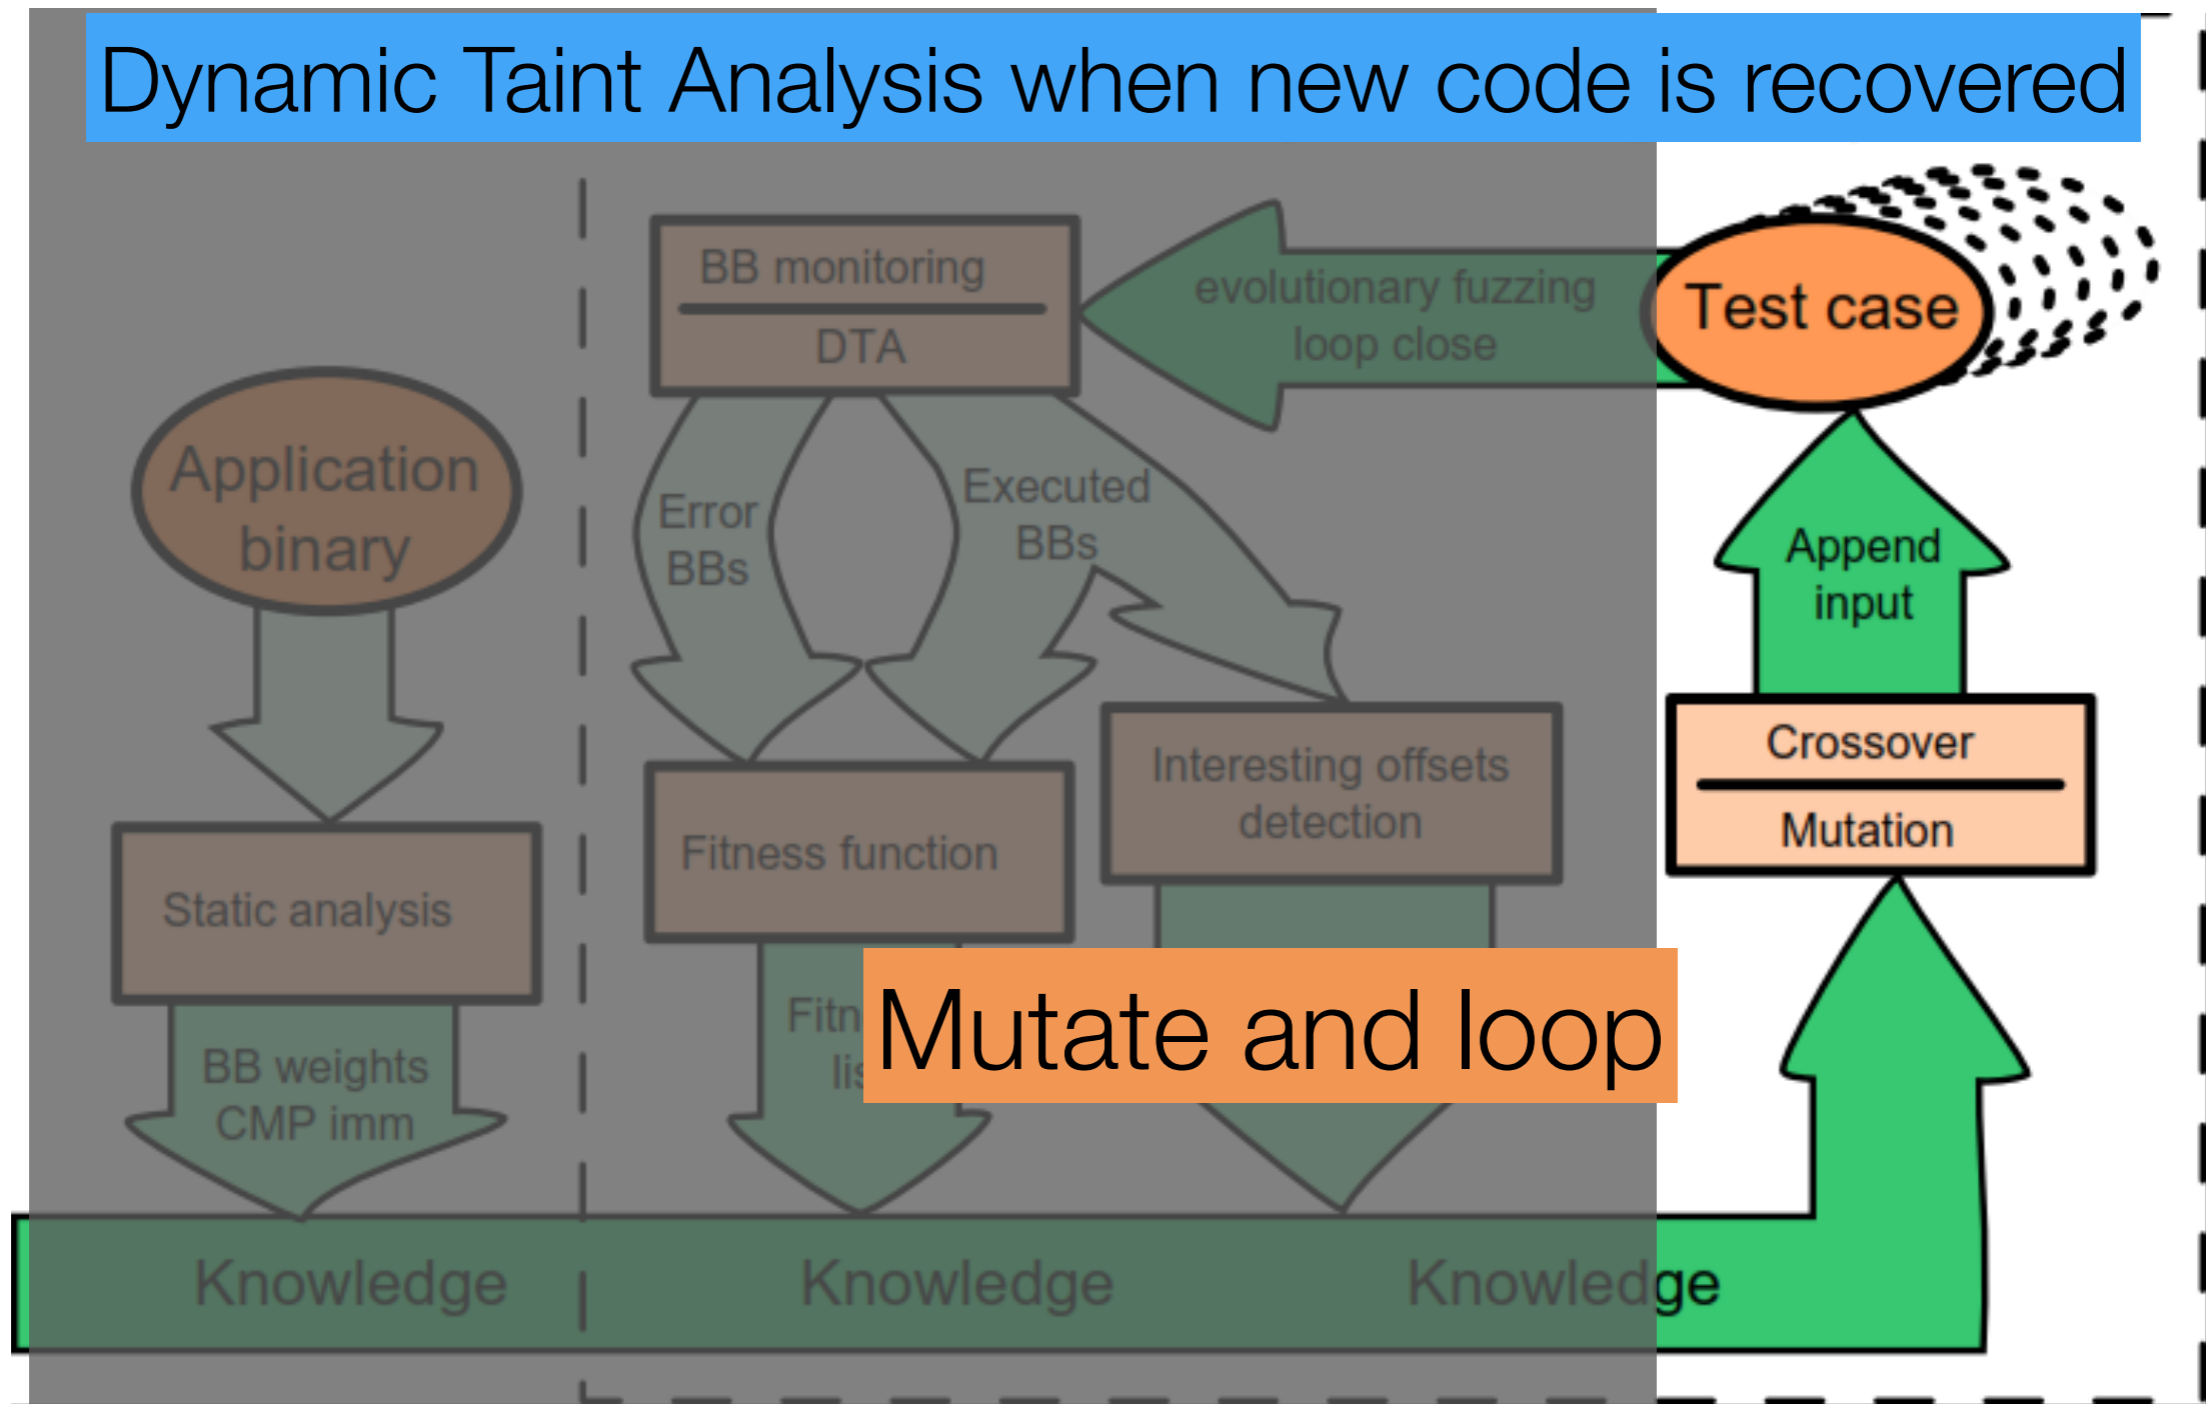 Dynamic Taint Analysis when new code is recovered
BB monitoring
DTA
evolutionary fuzzing
loop close
Test case
Application
binary
Error
BBs
Executed
BBs
Append
input
Static analysis
Fitness function
Interesting offsets
detection
Crossover
Mutation
BB weights
CMP imm
Mutate and loop
Knowledge
Knowledge
Knowledge